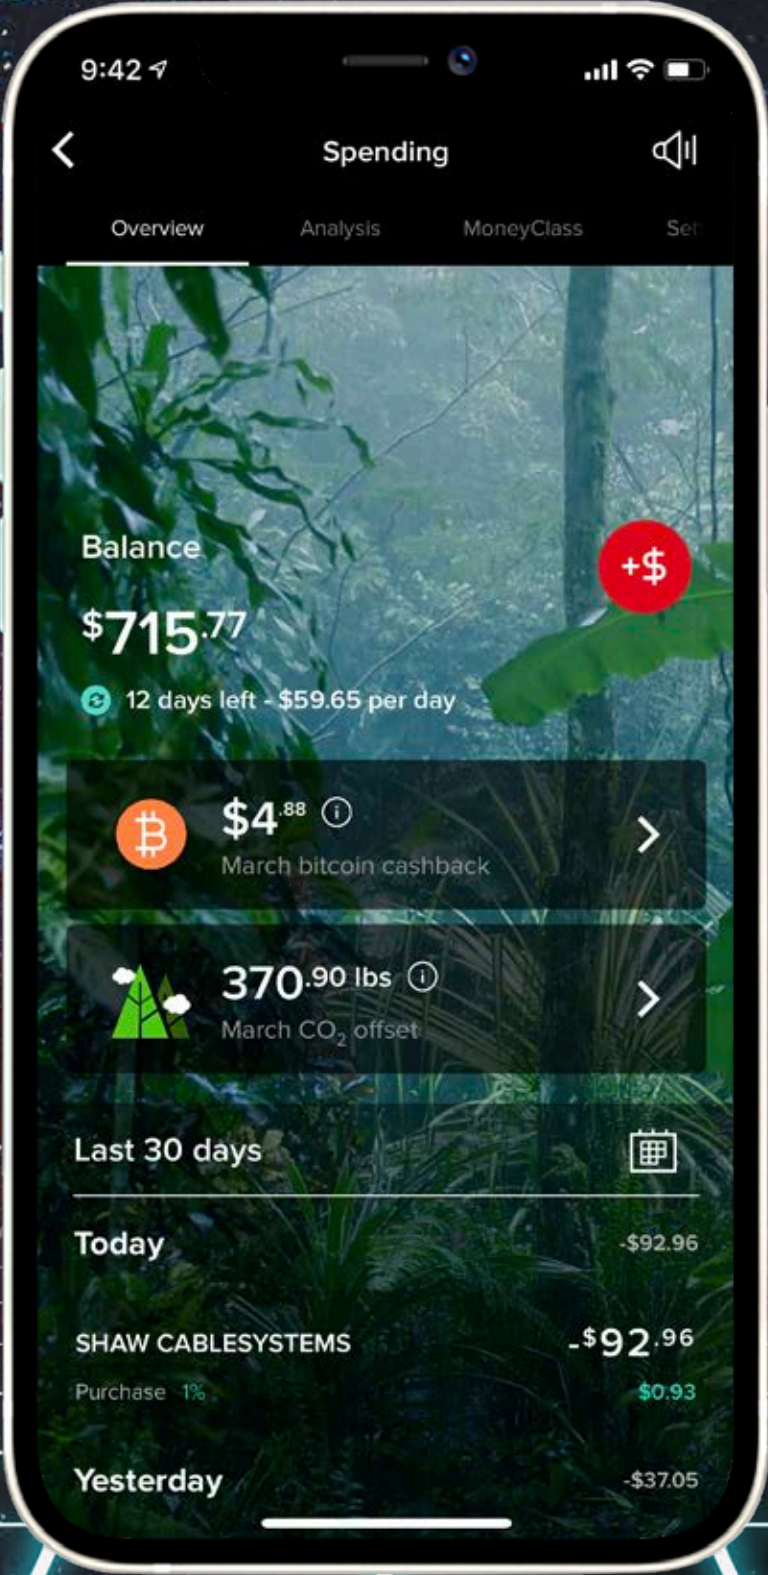 9:42
Spending
Overview Analysis MoneyClass Set
Balance
+$
$715.77
12 days left - $59.65 per day
$4.88
March bitcoin cashback
370.90 lbs
March CO₂ offset
Last 30 days
Today -$92.96
SHAW CABLESYSTEMS -$92.96
Purchase 1% $0.93
Yesterday -$37.05